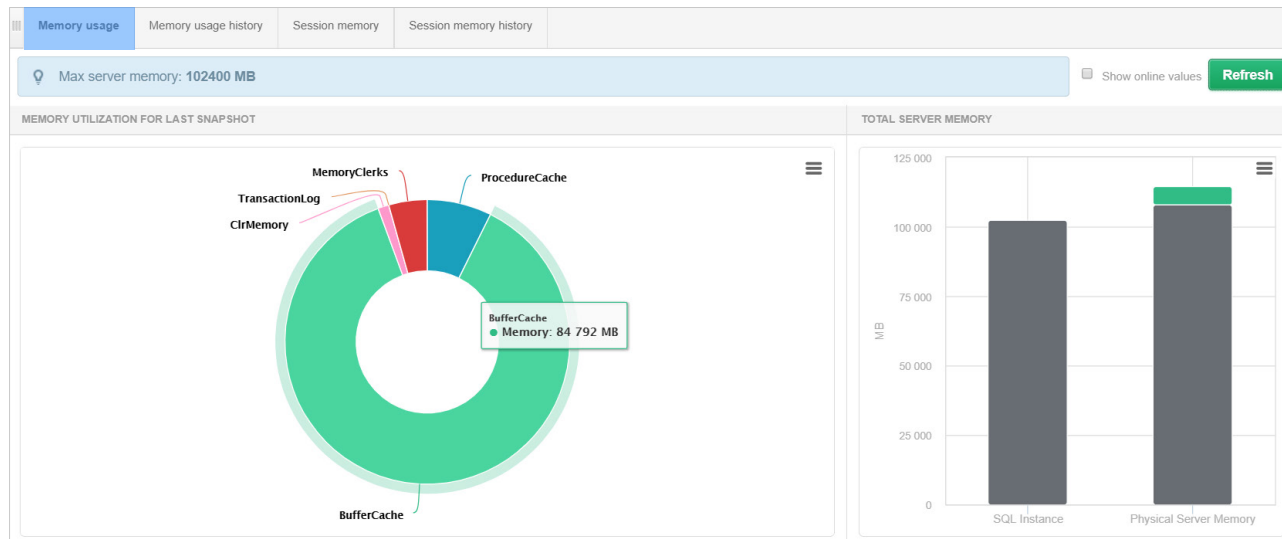 Memory usage
Memory usage history
Session memory
Session memory history
Max server memory: 102400 MB
Show online values
Refresh
MEMORY UTILIZATION FOR LAST SNAPSHOT
MemoryClerks
ProcedureCache
TransactionLog
ClrMemory
BufferCache
Memory: 84 792 MB
BufferCache
TOTAL SERVER MEMORY
125 000
100 000
75 000
MB
50 000
25 000
0
SQL Instance
Physical Server Memory